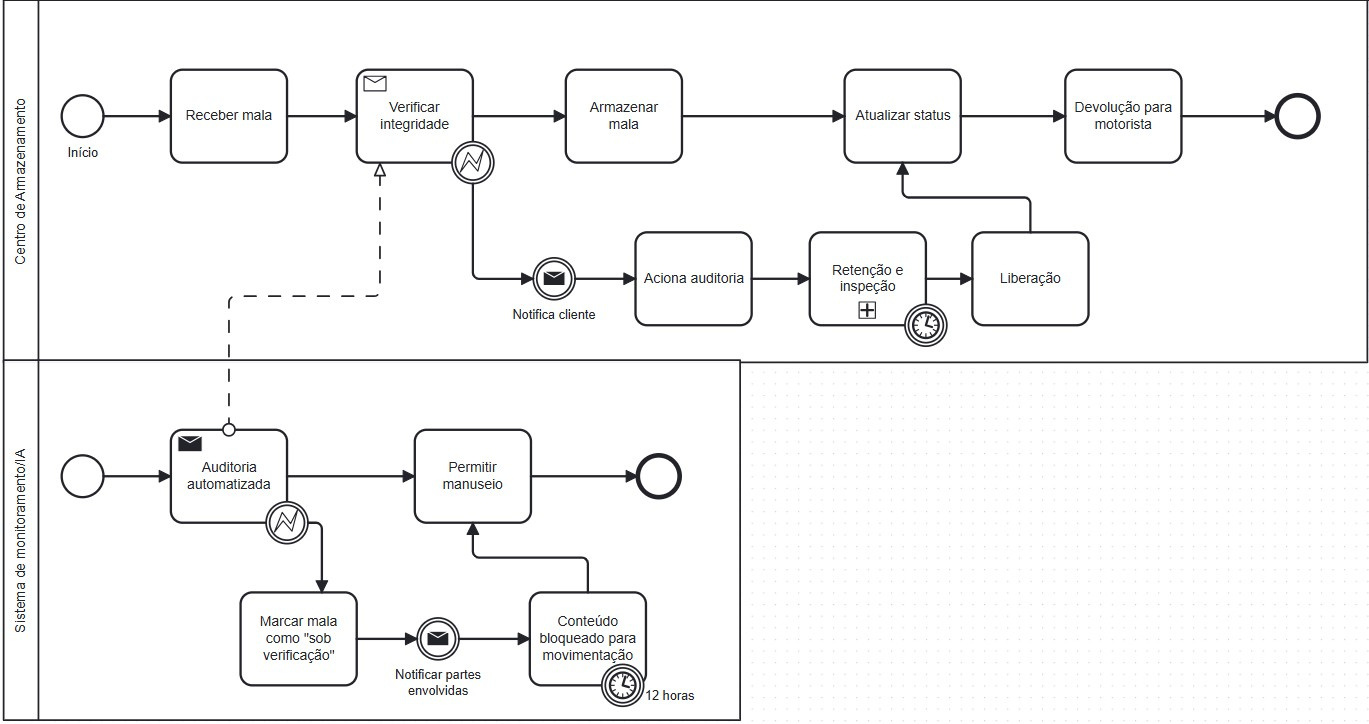 Centro de Armazenamento
Início
Receber mala
Verificar
integridade
Armazenar
mala
Atualizar status
Devolução para
motorista
Notifica cliente
Aciona auditoria
Retenção e
inspeção
Liberação
Sistema de monitoramento/IA
Auditoria
automatizada
Permitir
manuseio
Marcar mala
como "sob
verificação"
Notificar partes
envolvidas
Conteúdo
bloqueado para
movimentação
12 horas